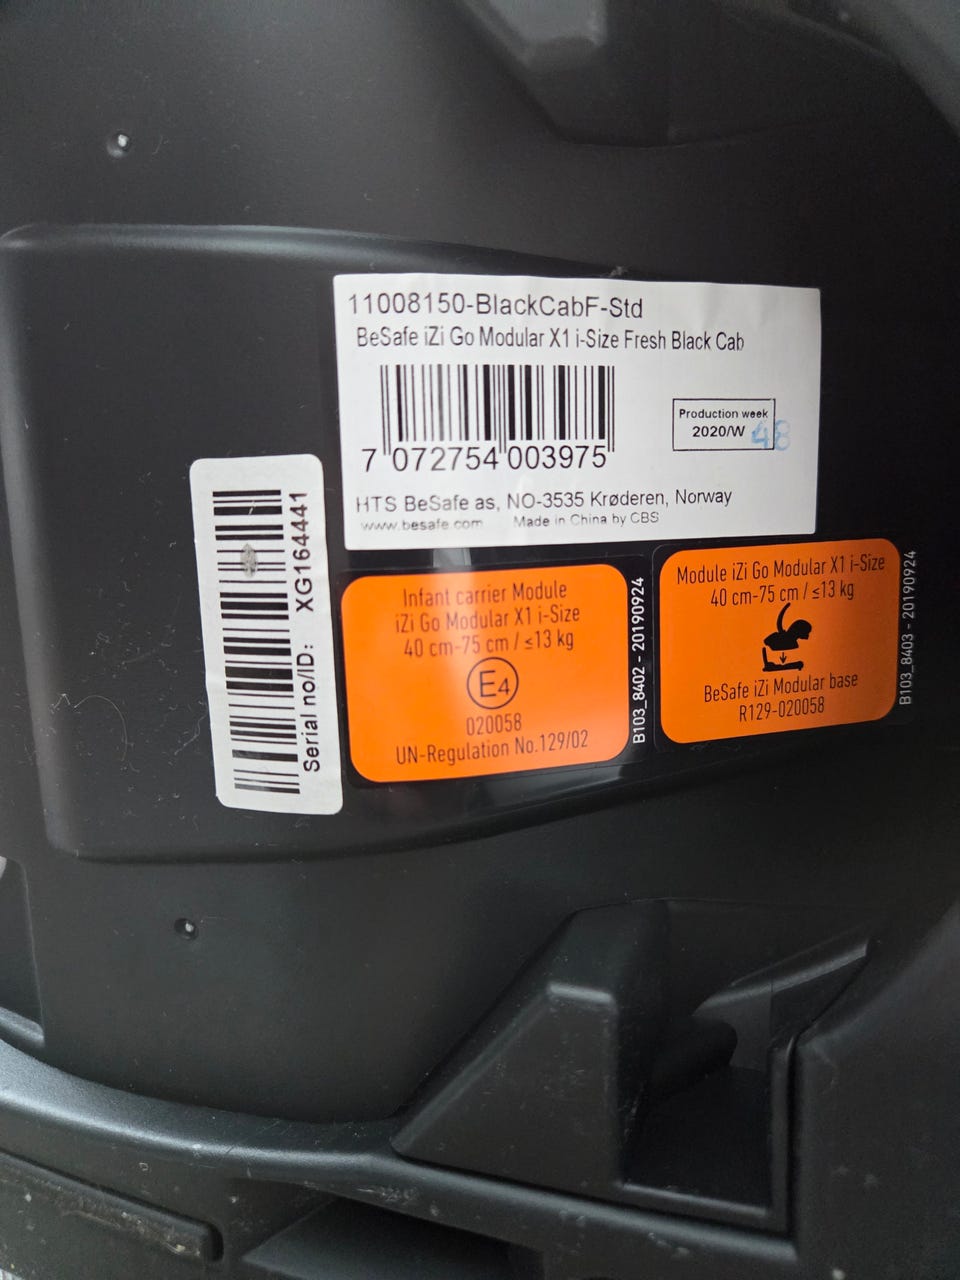 11008150-BlackCabF-Std
BeSafe iZi Go Modular X1 i-Size Fresh Black Cab
7 072754 003975
Production week
2020/W 48
HTS BeSafe as, NO-3535 Krøderen, Norway
www.besafe.com Made in China by CBS
Serial no/ID: XG164441
Infant carrier Module
iZi Go Modular X1 i-Size
40 cm-75 cm / ≤13 kg
E4
020058
UN-Regulation No.129/02
B103_8402 - 20190924
Module iZi Go Modular X1 i-Size
40 cm-75 cm / ≤13 kg
BeSafe iZi Modular base
R129-020058
B103_8403 - 20190924